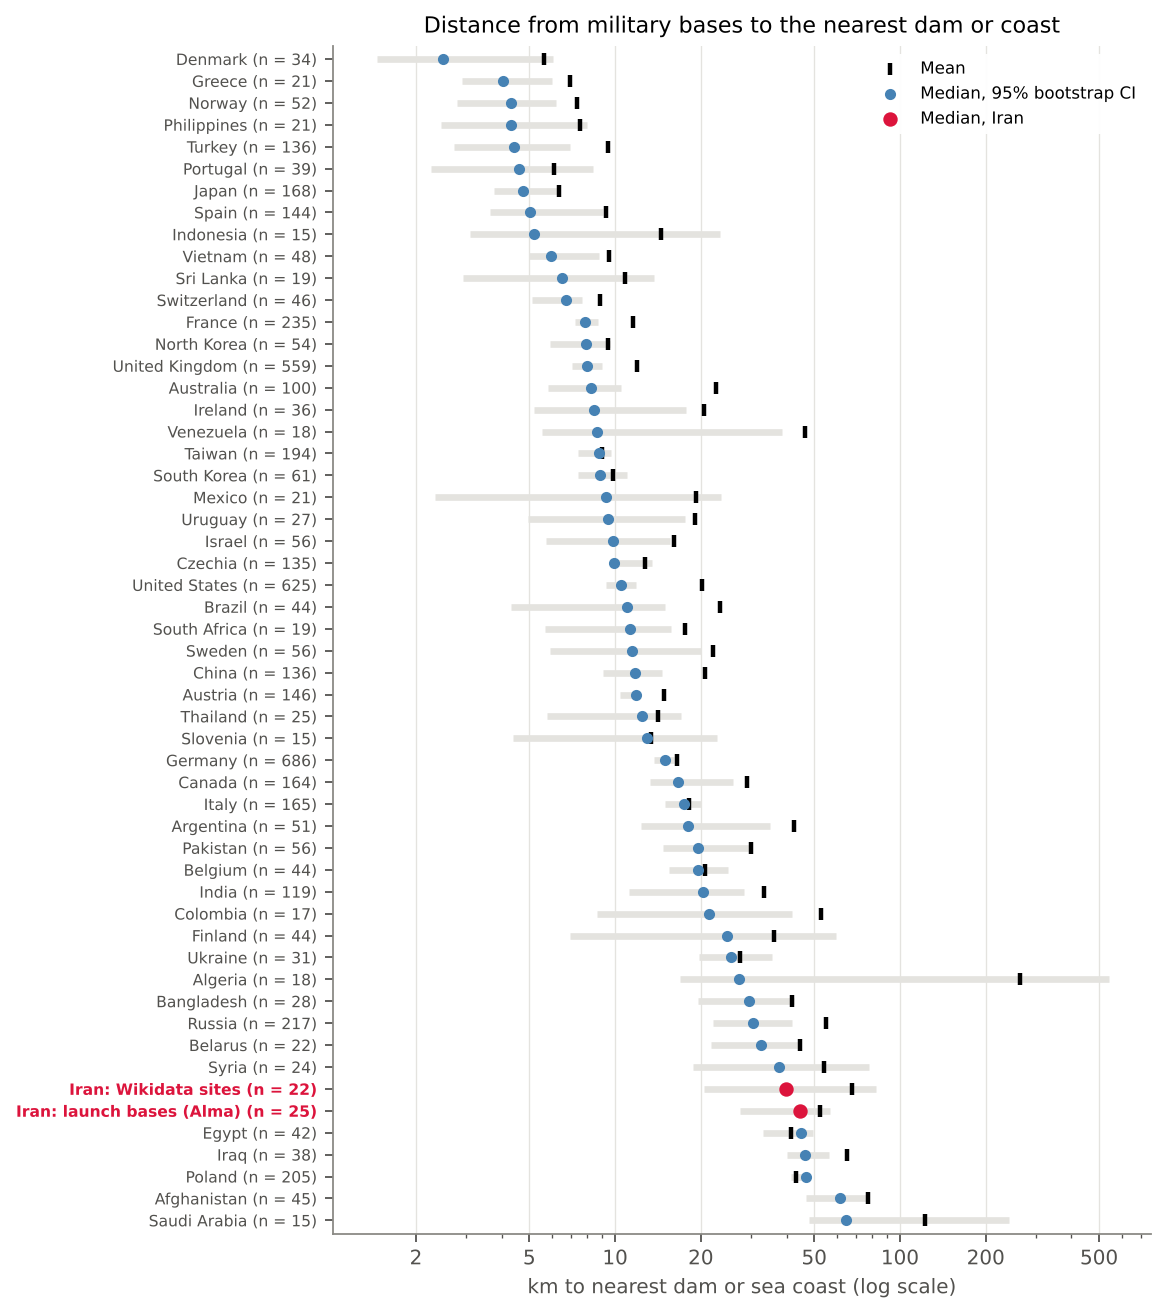 Distance from military bases to the nearest dam or coast
Mean
Median, 95% bootstrap CI
Median, Iran
Denmark (n = 34)
Greece (n = 21)
Norway (n = 52)
Philippines (n = 21)
Turkey (n = 136)
Portugal (n = 39)
Japan (n = 168)
Spain (n = 144)
Indonesia (n = 15)
Vietnam (n = 48)
Sri Lanka (n = 19)
Switzerland (n = 46)
France (n = 235)
North Korea (n = 54)
United Kingdom (n = 559)
Australia (n = 100)
Ireland (n = 36)
Venezuela (n = 18)
Taiwan (n = 194)
South Korea (n = 61)
Mexico (n = 21)
Uruguay (n = 27)
Israel (n = 56)
Czechia (n = 135)
United States (n = 625)
Brazil (n = 44)
South Africa (n = 19)
Sweden (n = 56)
China (n = 136)
Austria (n = 146)
Thailand (n = 25)
Slovenia (n = 15)
Germany (n = 686)
Canada (n = 164)
Italy (n = 165)
Argentina (n = 51)
Pakistan (n = 56)
Belgium (n = 44)
India (n = 119)
Colombia (n = 17)
Finland (n = 44)
Ukraine (n = 31)
Algeria (n = 18)
Bangladesh (n = 28)
Russia (n = 217)
Belarus (n = 22)
Syria (n = 24)
Iran: Wikidata sites (n = 22)
Iran: launch bases (Alma) (n = 25)
Egypt (n = 42)
Iraq (n = 38)
Poland (n = 205)
Afghanistan (n = 45)
Saudi Arabia (n = 15)
2 5 10 20 50 100 200 500
km to nearest dam or sea coast (log scale)